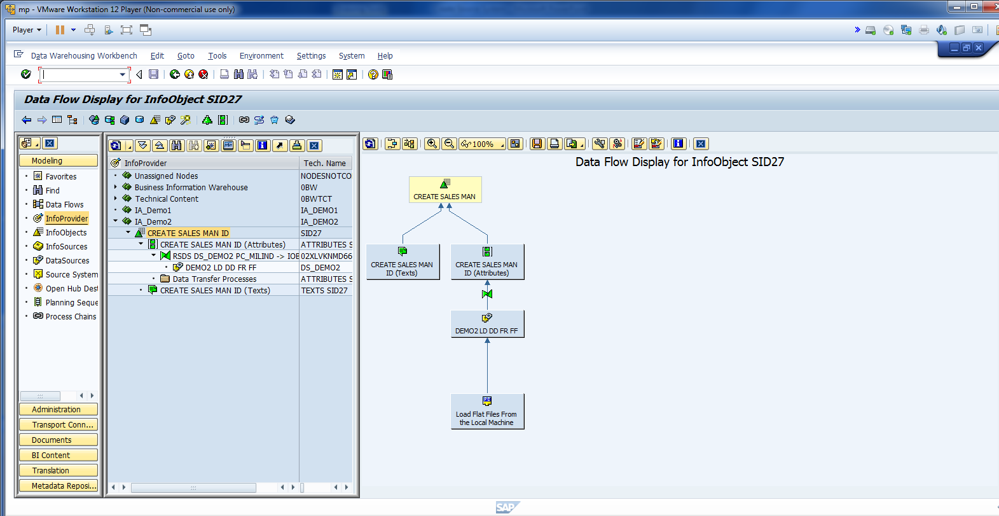 mp - VMware Workstation 12 Player (Non-commercial use only)
Player
Data Warehousing Workbench Edit Goto Tools Environment Settings System Help
Data Flow Display for InfoObject SID27
100%
Modeling
Favorites
Find
Data Flows
InfoProvider
InfoObjects
InfoSources
DataSources
Source System
Open Hub Dest
Planning Seque
Process Chains
Administration
Transport Conn...
Documents
BI Content
Translation
Metadata Reposi...
InfoProvider Tech. Name
Unassigned Nodes NODESNOTCO
Business Information Warehouse 0BW
Technical Content 0BWTCT
IA_Demo1 IA_DEMO1
IA_Demo2 IA_DEMO2
CREATE SALES MAN ID SID27
CREATE SALES MAN ID (Attributes) ATTRIBUTES S
RSDS DS_DEMO2 PC_MILIND -> IOB 02XLVKNMD66
DEMO2 LD DD FR FF DS_DEMO2
Data Transfer Processes ATTRIBUTES S
CREATE SALES MAN ID (Texts) TEXTS SID27
Data Flow Display for InfoObject SID27
CREATE SALES MAN
CREATE SALES MAN
ID (Texts)
CREATE SALES MAN
ID (Attributes)
DEMO2 LD DD FR FF
Load Flat Files From
the Local Machine
SAP